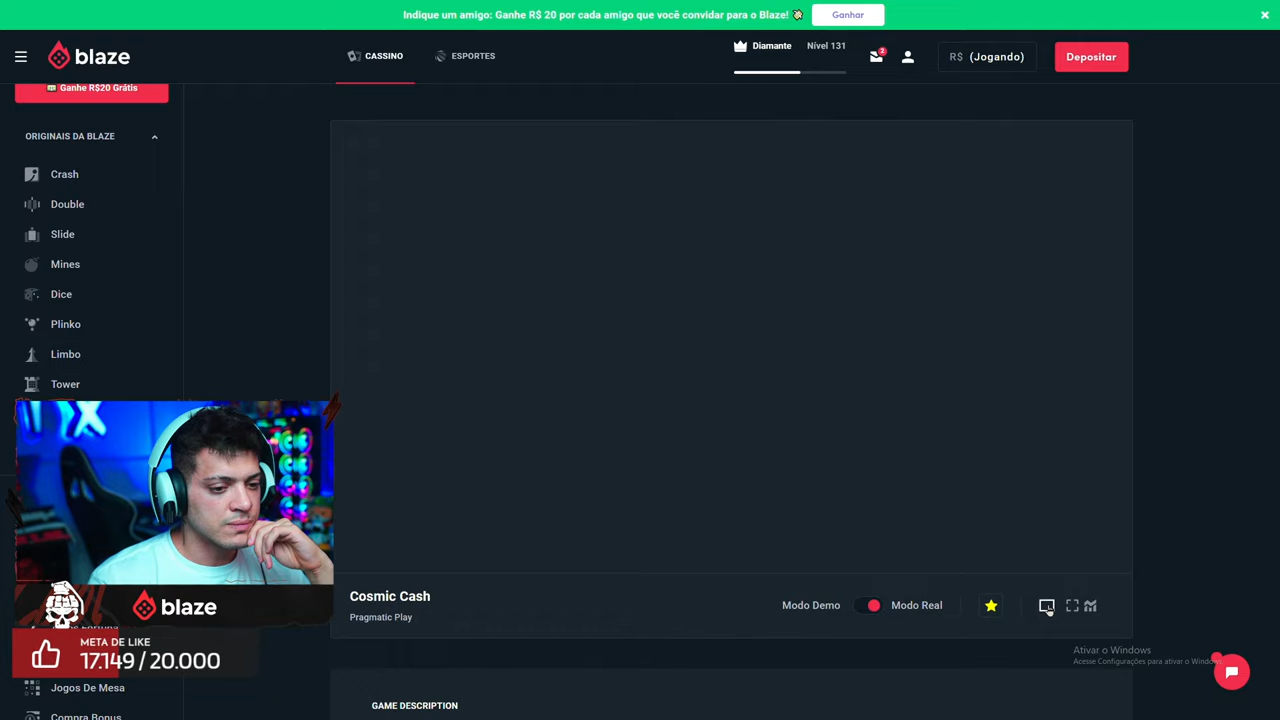 Indique um amigo: Ganhe R$ 20 por cada amigo que você convidar para o Blaze!
Ganhar
blaze
CASSINO
ESPORTES
Diamante
Nível 131
2
R$ (Jogando)
Depositar
Ganhe R$20 Grátis
ORIGINAIS DA BLAZE
Crash
Double
Slide
Mines
Dice
Plinko
Limbo
Tower
Cosmic Cash
Pragmatic Play
Modo Demo
Modo Real
blaze
META DE LIKE
17.149 / 20.000
Jogos De Mesa
Compra Bonus
Ativar o Windows
Acesse Configurações para ativar o Windows.
GAME DESCRIPTION